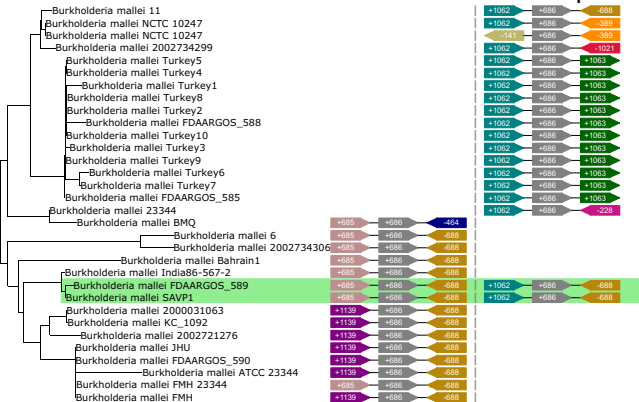 Burkholderia mallei 11 +1062 +686 -688
Burkholderia mallei NCTC 10247 +1062 +686 -389
Burkholderia mallei NCTC 10247 -141 +686 -389
Burkholderia mallei 2002734299 +1062 +686 -1021
Burkholderia mallei Turkey5 +1062 +686 +1063
Burkholderia mallei Turkey4 +1062 +686 +1063
Burkholderia mallei Turkey1 +1062 +686 +1063
Burkholderia mallei Turkey8 +1062 +686 +1063
Burkholderia mallei Turkey2 +1062 +686 +1063
Burkholderia mallei FDAARGOS_588 +1062 +686 +1063
Burkholderia mallei Turkey10 +1062 +686 +1063
Burkholderia mallei Turkey3 +1062 +686 +1063
Burkholderia mallei Turkey9 +1062 +686 +1063
Burkholderia mallei Turkey6 +1062 +686 +1063
Burkholderia mallei Turkey7 +1062 +686 +1063
Burkholderia mallei FDAARGOS_585 +1062 +686 +1063
Burkholderia mallei 23344 +1062 +686 -228
Burkholderia mallei BMQ +685 +686 -464
Burkholderia mallei 6 +685 +686 -688
Burkholderia mallei 2002734306 +685 +686 -688
Burkholderia mallei Bahrain1 +685 +686 -688
Burkholderia mallei India86-567-2 +685 +686 -688
Burkholderia mallei FDAARGOS_589 +685 +686 -688 +1062 +686 -688
Burkholderia mallei SAVP1 +685 +686 -688 +1062 +686 -688
Burkholderia mallei 2000031063 +1139 +686 -688
Burkholderia mallei KC_1092 +1139 +686 -688
Burkholderia mallei 2002721276 +1139 +686 -688
Burkholderia mallei JHU +1139 +686 -688
Burkholderia mallei FDAARGOS_590 +1139 +686 -688
Burkholderia mallei ATCC 23344 +1139 +686 -688
Burkholderia mallei FMH 23344 +685 +686 -688
Burkholderia mallei FMH +1139 +686 -688